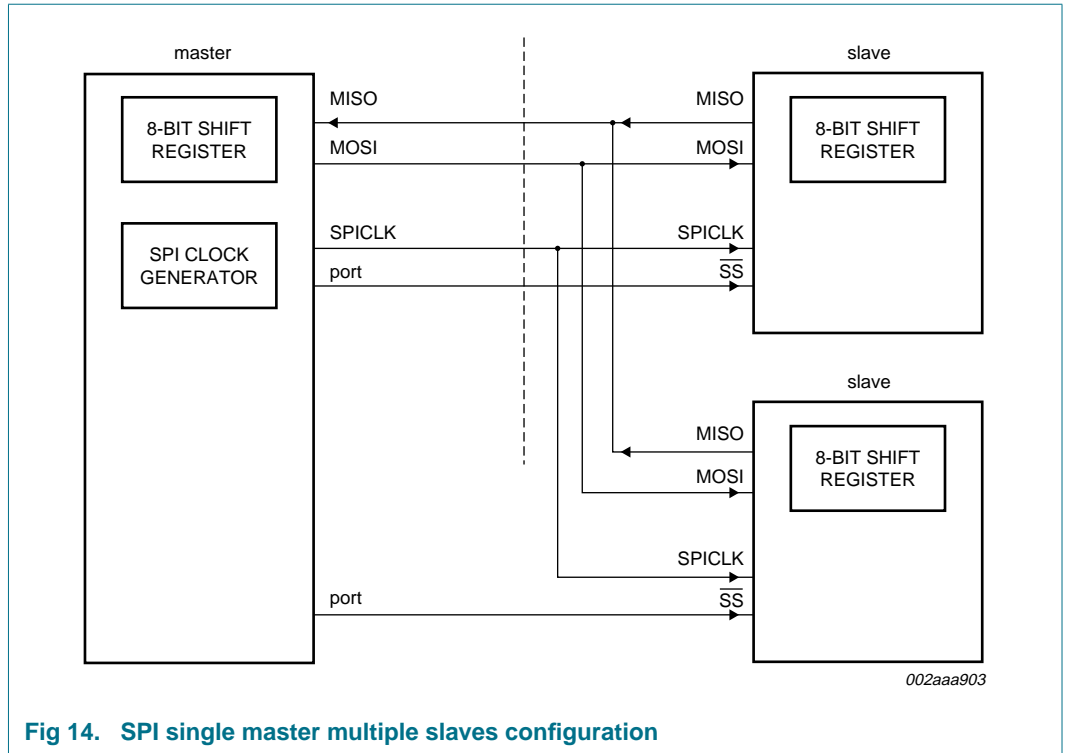 master
slave
8-BIT SHIFT
REGISTER
MISO
MISO
8-BIT SHIFT
REGISTER
MOSI
MOSI
SPI CLOCK
GENERATOR
SPICLK
SPICLK
port
SS
slave
MISO
8-BIT SHIFT
REGISTER
MOSI
SPICLK
port
SS
002aaa903
Fig 14. SPI single master multiple slaves configuration